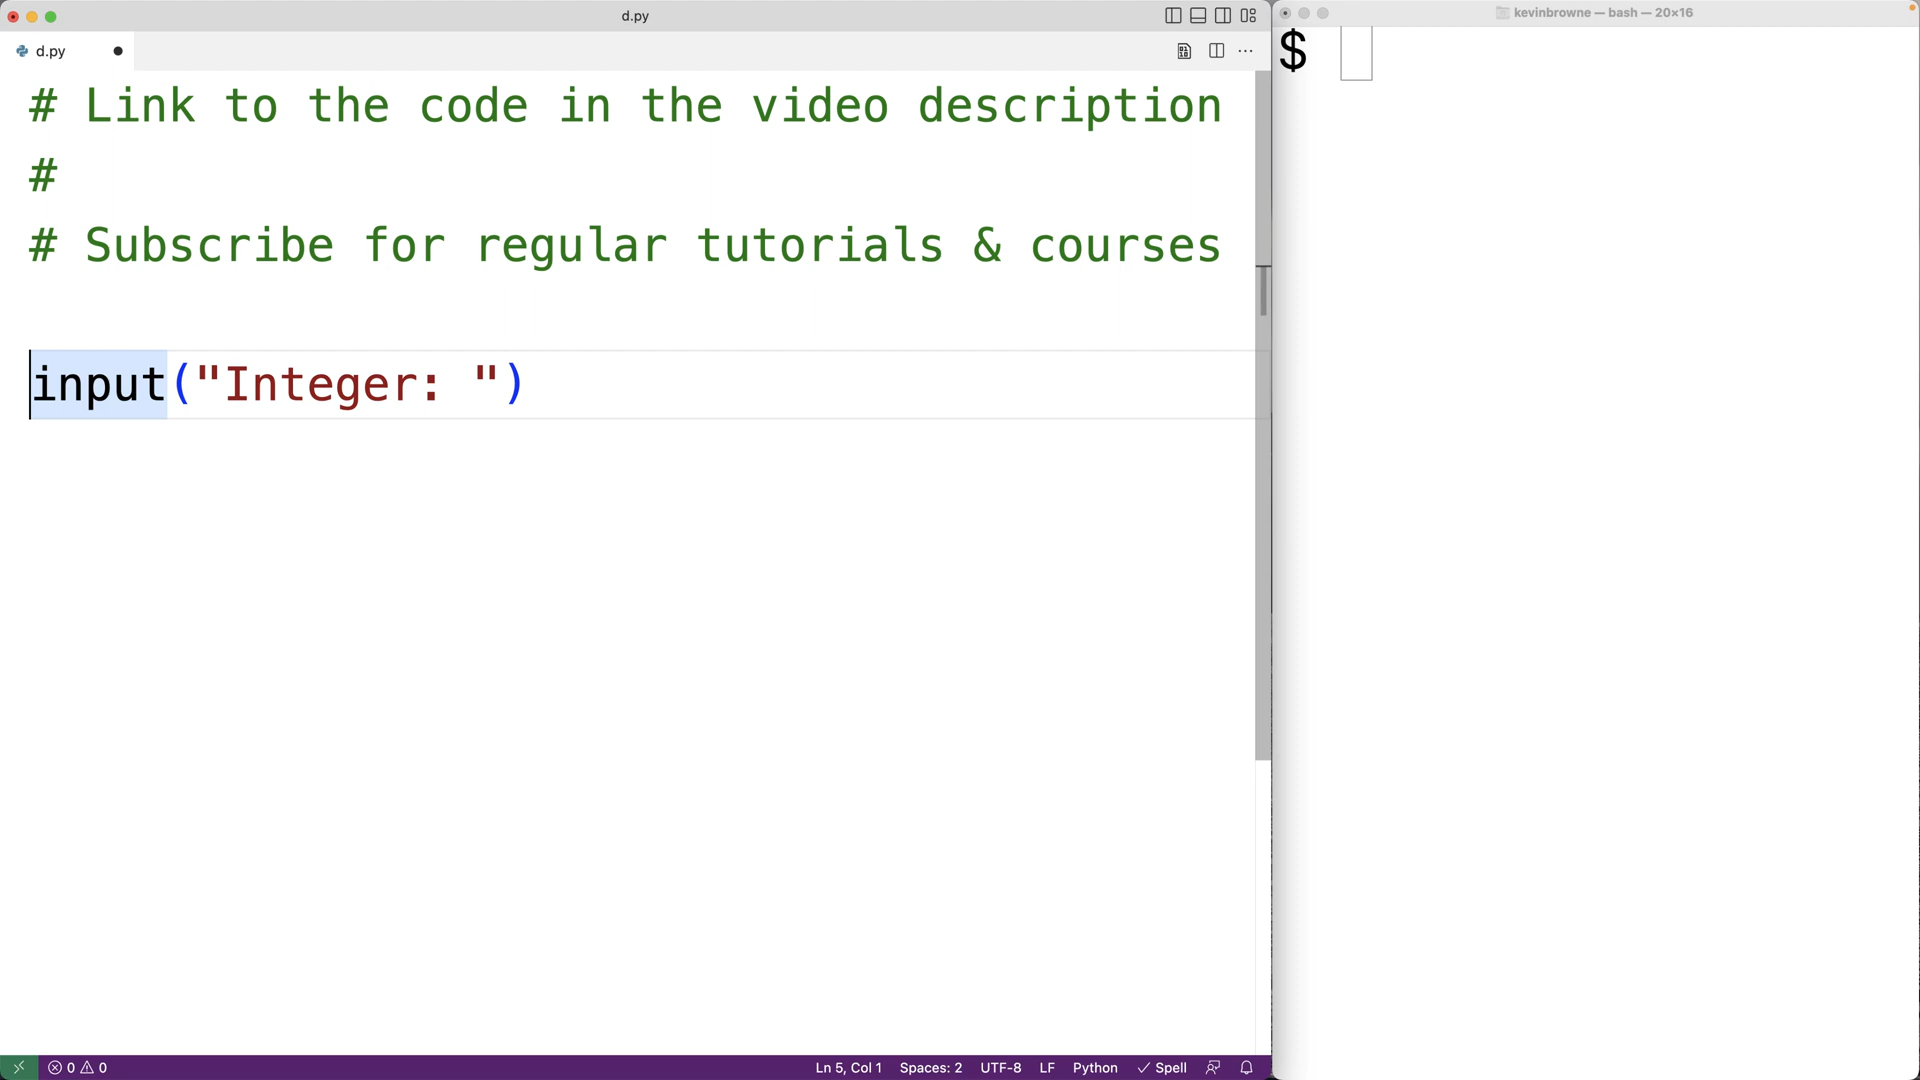 d.py
kevinbrowne — bash — 20×16
d.py
$
# Link to the code in the video description
#
# Subscribe for regular tutorials & courses
input("Integer: ")
0 0 Ln 5, Col 1 Spaces: 2 UTF-8 LF Python Spell